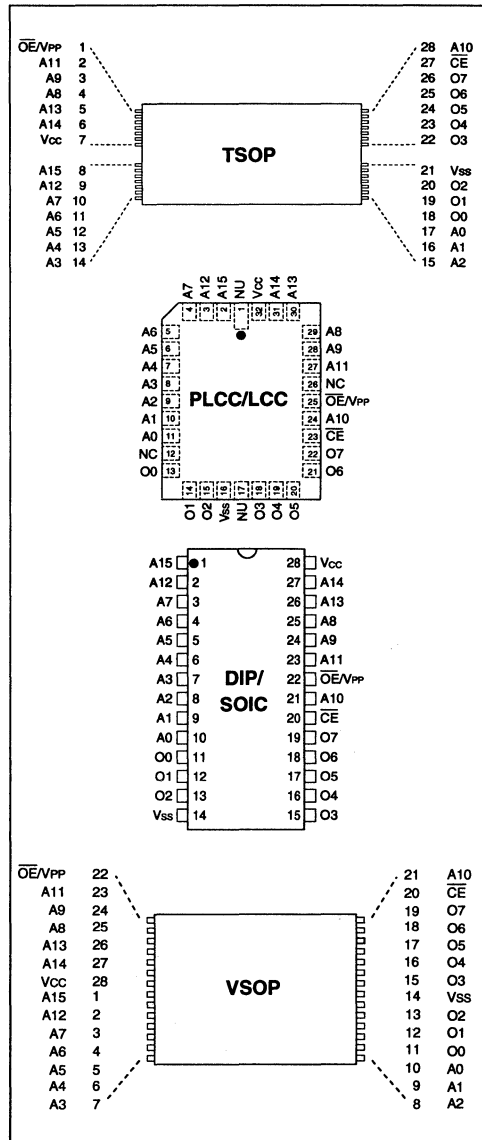 O̅E̅/VPP 1 28 A10
A11 2 27 C̅E̅
A9 3 26 O7
A8 4 25 O6
A13 5 24 O5
A14 6 23 O4
Vcc 7 22 O3
TSOP
A15 8 21 Vss
A12 9 20 O2
A7 10 19 O1
A6 11 18 O0
A5 12 17 A0
A4 13 16 A1
A3 14 15 A2
A7 A12 A15 NU Vcc A14 A13
4 3 2 1 32 31 30
A6 5 29 A8
A5 6 28 A9
A4 7 27 A11
A3 8 26 NC
PLCC/LCC
A2 9 25 O̅E̅/VPP
A1 10 24 A10
A0 11 23 C̅E̅
NC 12 22 O7
O0 13 21 O6
14 15 16 17 18 19 20
O1 O2 Vss NU O3 O4 O5
A15 1 28 Vcc
A12 2 27 A14
A7 3 26 A13
A6 4 25 A8
A5 5 24 A9
A4 6 23 A11
A3 7 DIP/ 22 O̅E̅/VPP
A2 8 SOIC 21 A10
A1 9 20 C̅E̅
A0 10 19 O7
O0 11 18 O6
O1 12 17 O5
O2 13 16 O4
Vss 14 15 O3
O̅E̅/VPP 22 21 A10
A11 23 20 C̅E̅
A9 24 19 O7
A8 25 18 O6
A13 26 17 O5
A14 27 16 O4
Vcc 28 15 O3
VSOP
A15 1 14 Vss
A12 2 13 O2
A7 3 12 O1
A6 4 11 O0
A5 5 10 A0
A4 6 9 A1
A3 7 8 A2